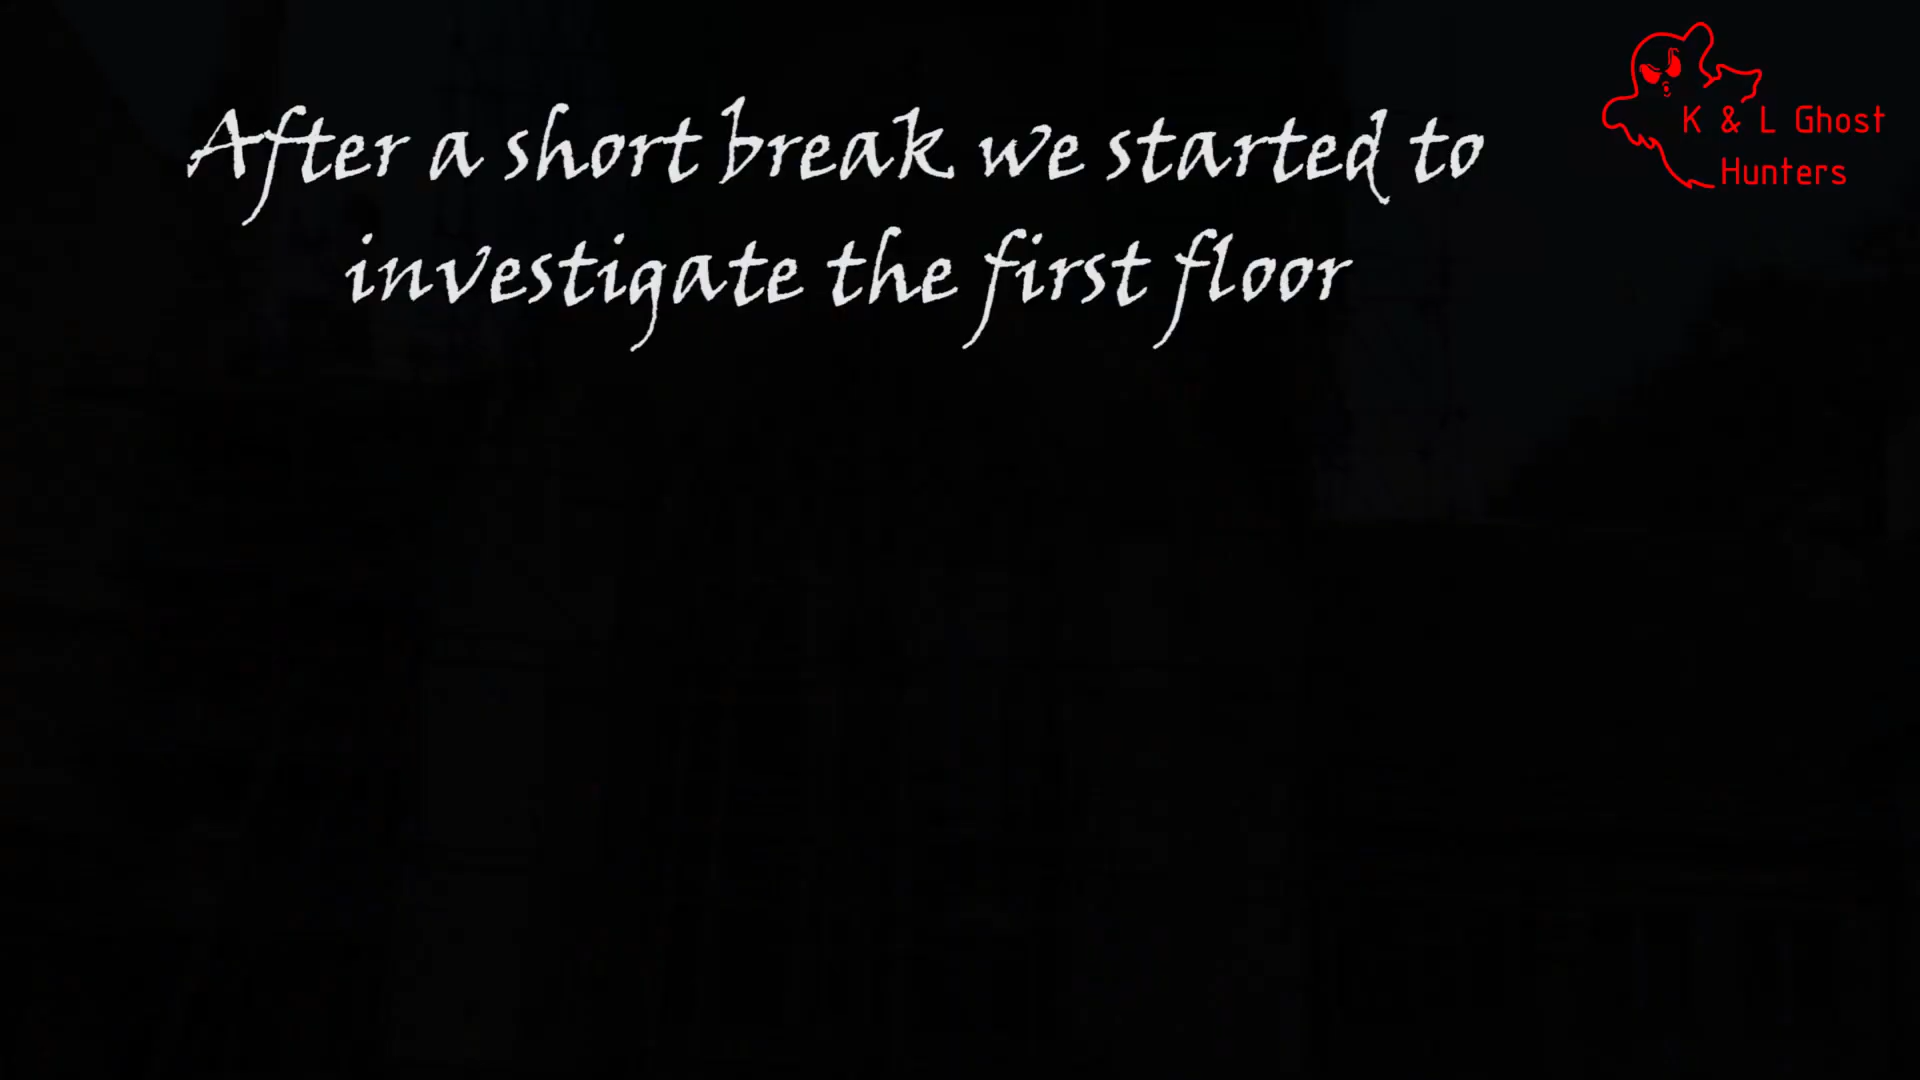 After a short break we started to
investigate the first floor
K & L Ghost
Hunters